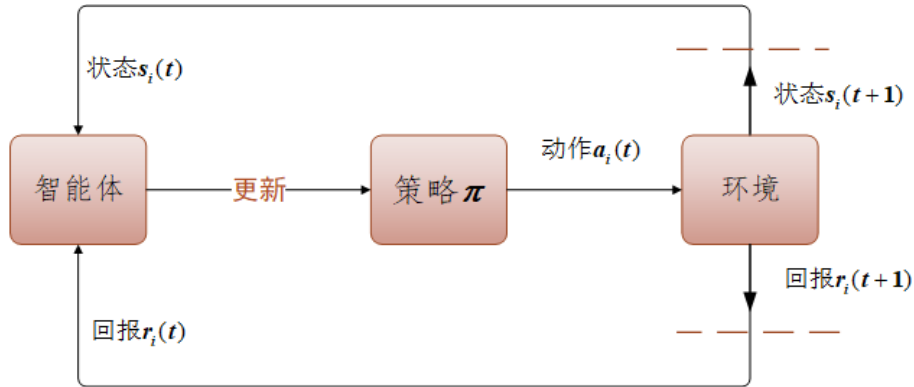 状态s_i(t)
状态s_i(t+1)
动作a_i(t)
智能体
更新
策略π
环境
回报r_i(t+1)
回报r_i(t)